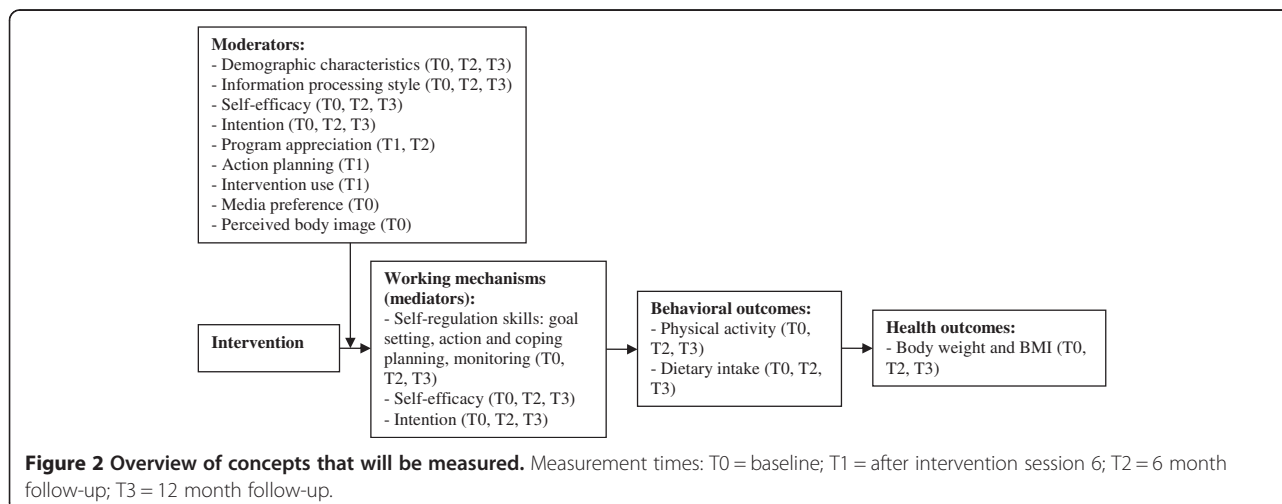 Moderators:
- Demographic characteristics (T0, T2, T3)
- Information processing style (T0, T2, T3)
- Self-efficacy (T0, T2, T3)
- Intention (T0, T2, T3)
- Program appreciation (T1, T2)
- Action planning (T1)
- Intervention use (T1)
- Media preference (T0)
- Perceived body image (T0)
Intervention
Working mechanisms
(mediators):
- Self-regulation skills: goal
setting, action and coping
planning, monitoring (T0,
T2, T3)
- Self-efficacy (T0, T2, T3)
- Intention (T0, T2, T3)
Behavioral outcomes:
- Physical activity (T0,
T2, T3)
- Dietary intake (T0, T2,
T3)
Health outcomes:
- Body weight and BMI (T0,
T2, T3)
Figure 2 Overview of concepts that will be measured. Measurement times: T0 = baseline; T1 = after intervention session 6; T2 = 6 month
follow-up; T3 = 12 month follow-up.